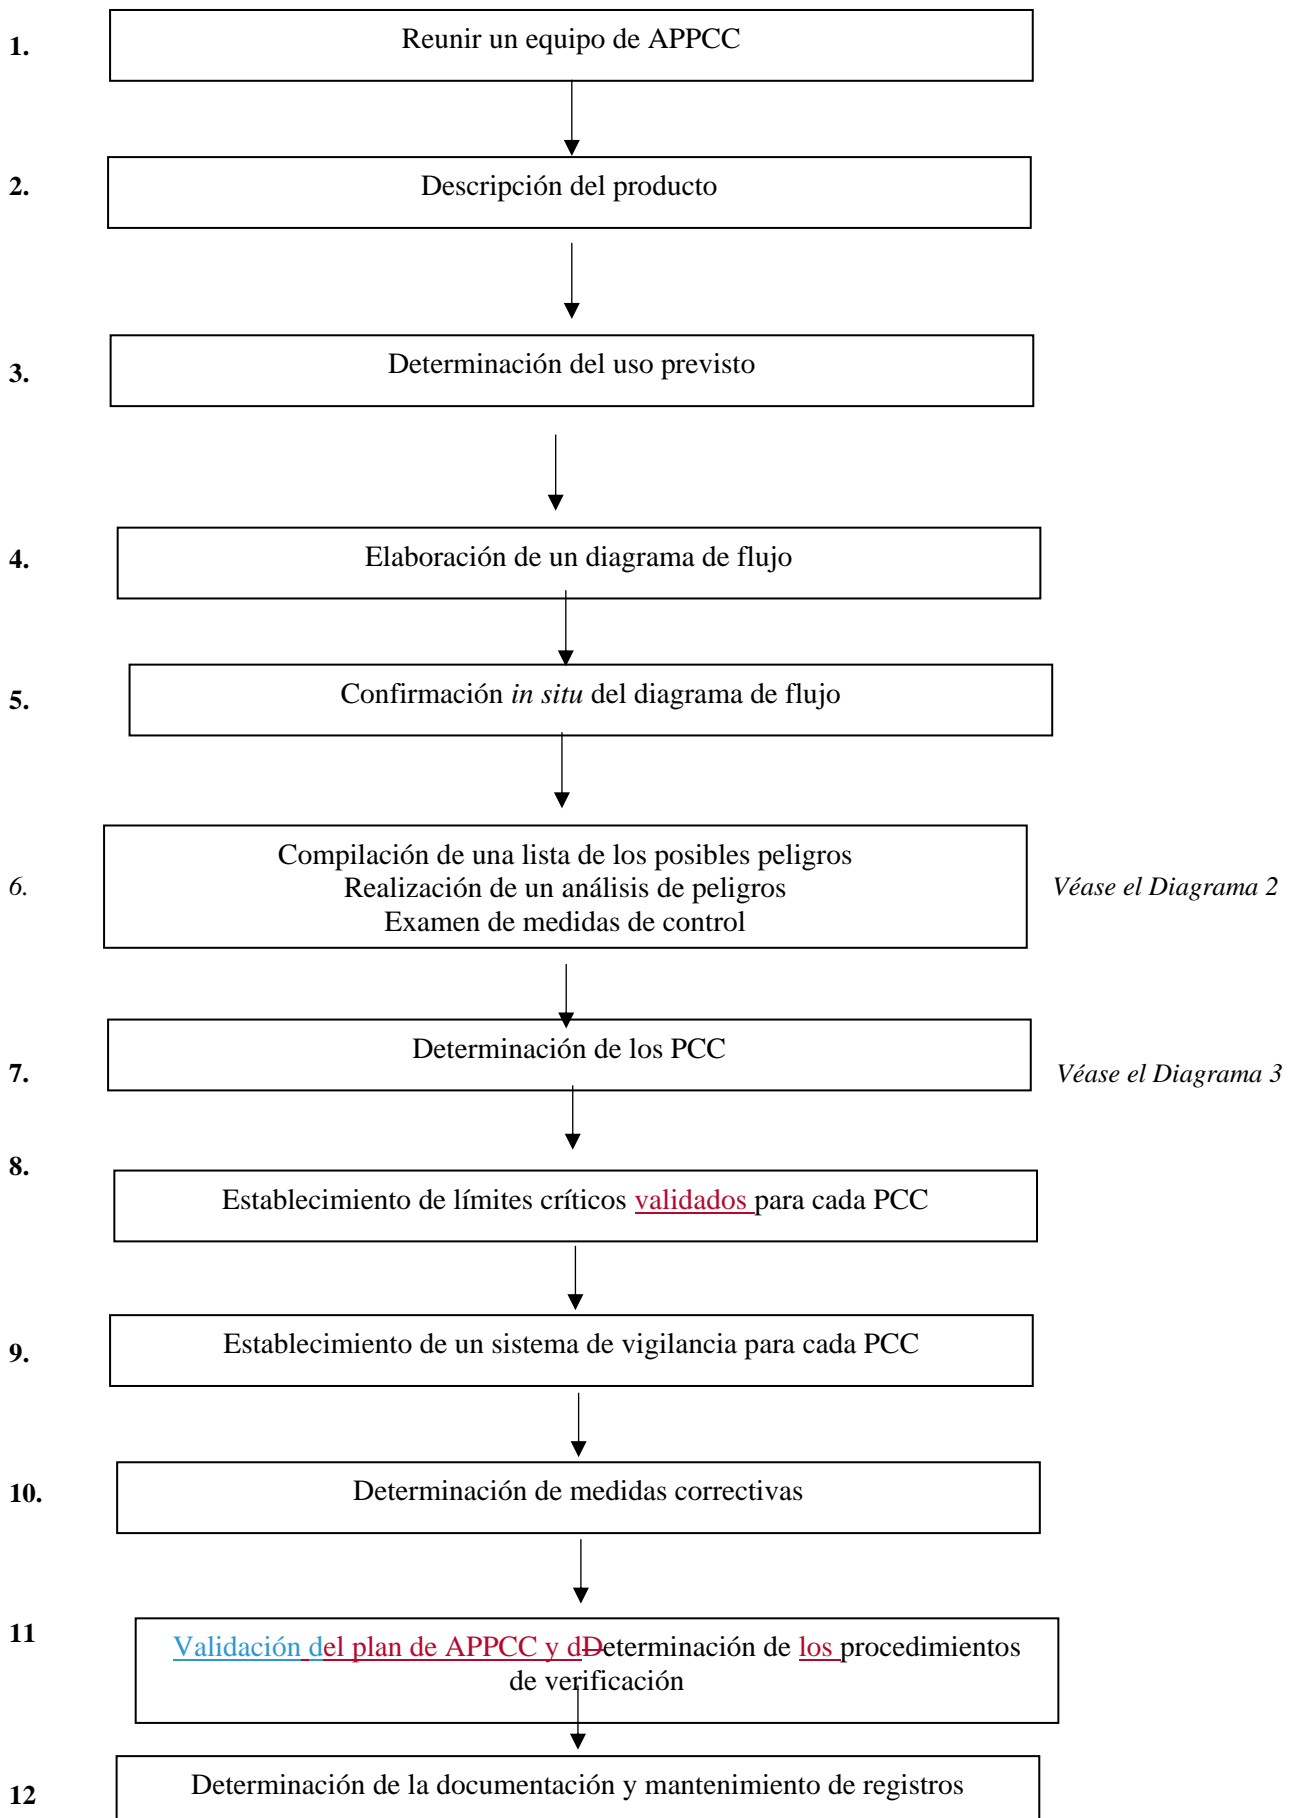 1. Reunir un equipo de APPCC
2. Descripción del producto
3. Determinación del uso previsto
4. Elaboración de un diagrama de flujo
5. Confirmación in situ del diagrama de flujo
Compilación de una lista de los posibles peligros
6. Realización de un análisis de peligros Véase el Diagrama 2
Examen de medidas de control
Determinación de los PCC
7. Véase el Diagrama 3
8.
Establecimiento de límites críticos validados para cada PCC
9. Establecimiento de un sistema de vigilancia para cada PCC
10. Determinación de medidas correctivas
11 Validación del plan de APPCC y dDeterminación de los procedimientos
de verificación
12 Determinación de la documentación y mantenimiento de registros